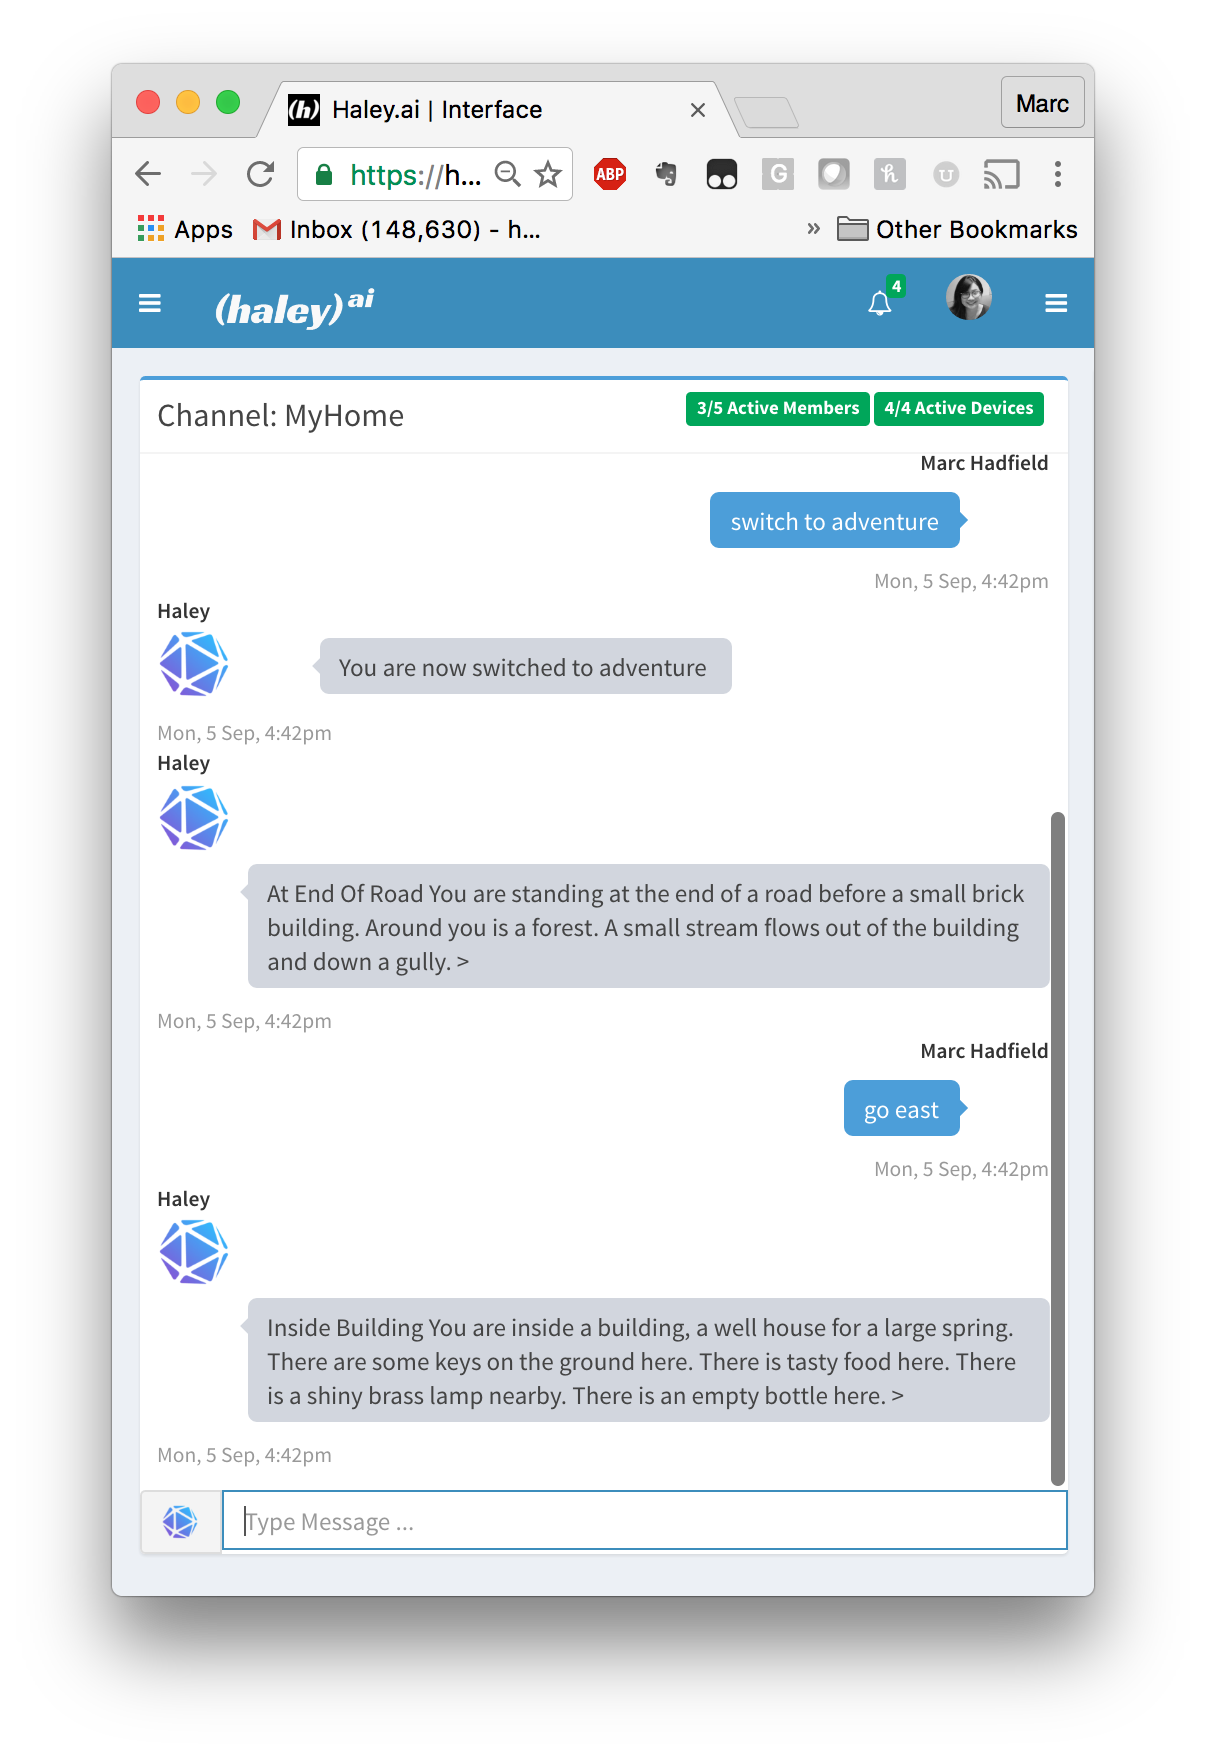 (h) Haley.ai | Interface
Marc
https://h...
ABP
G
h
U
Apps
Inbox (148,630) - h...
» Other Bookmarks
(haley) ai
4
Channel: MyHome
3/5 Active Members
4/4 Active Devices
Marc Hadfield
switch to adventure
Mon, 5 Sep, 4:42pm
Haley
You are now switched to adventure
Mon, 5 Sep, 4:42pm
Haley
At End Of Road You are standing at the end of a road before a small brick
building. Around you is a forest. A small stream flows out of the building
and down a gully. >
Mon, 5 Sep, 4:42pm
Marc Hadfield
go east
Mon, 5 Sep, 4:42pm
Haley
Inside Building You are inside a building, a well house for a large spring.
There are some keys on the ground here. There is tasty food here. There
is a shiny brass lamp nearby. There is an empty bottle here. >
Mon, 5 Sep, 4:42pm
Type Message ...